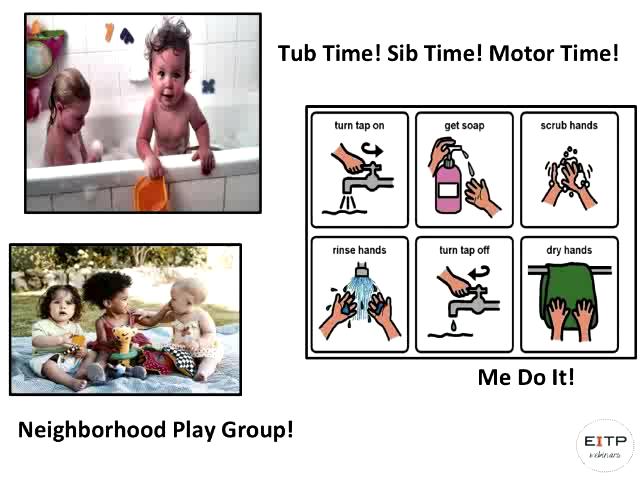 Tub Time! Sib Time! Motor Time!
turn tap on
get soap
scrub hands
rinse hands
turn tap off
dry hands
Me Do It!
Neighborhood Play Group!
EITP
webinars